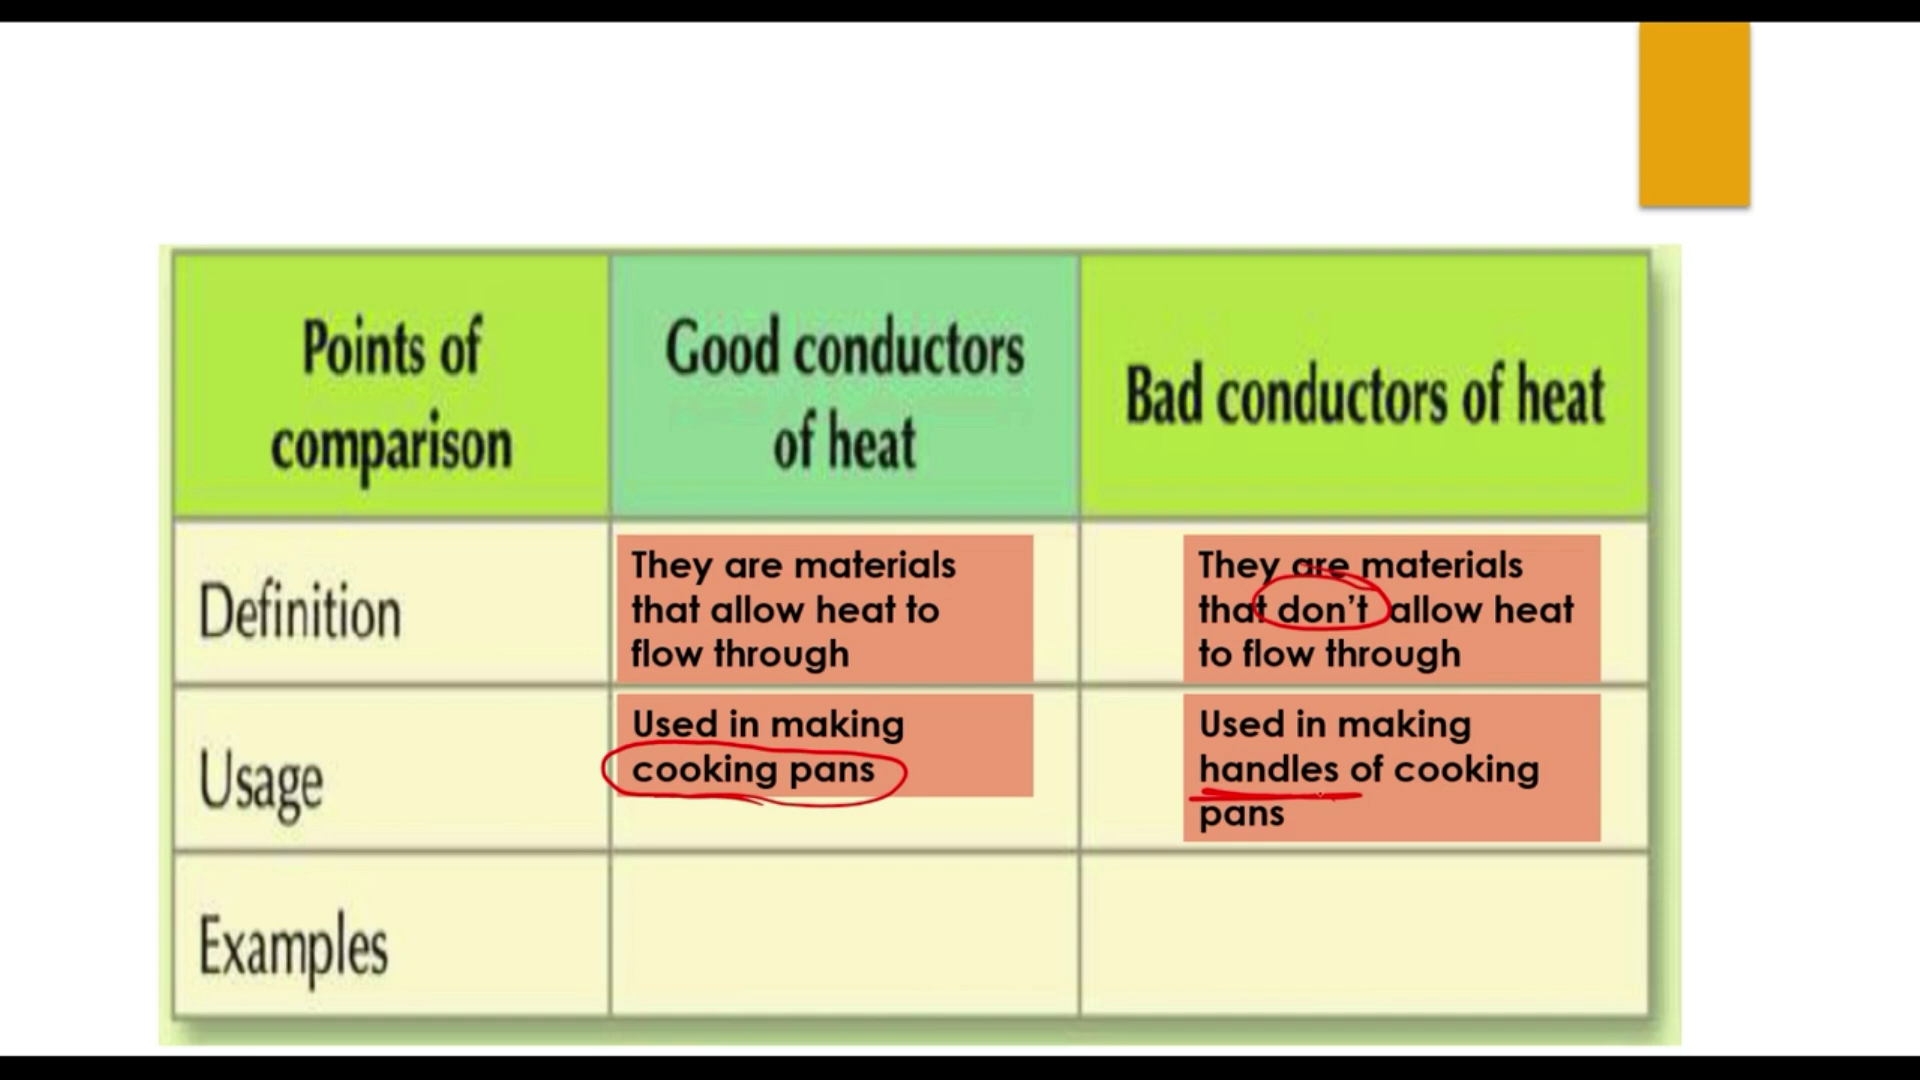 Points of
comparison
Good conductors
of heat
Bad conductors of heat
Definition
They are materials
that allow heat to
flow through
They are materials
that don't allow heat
to flow through
Usage
Used in making
cooking pans
Used in making
handles of cooking
pans
Examples